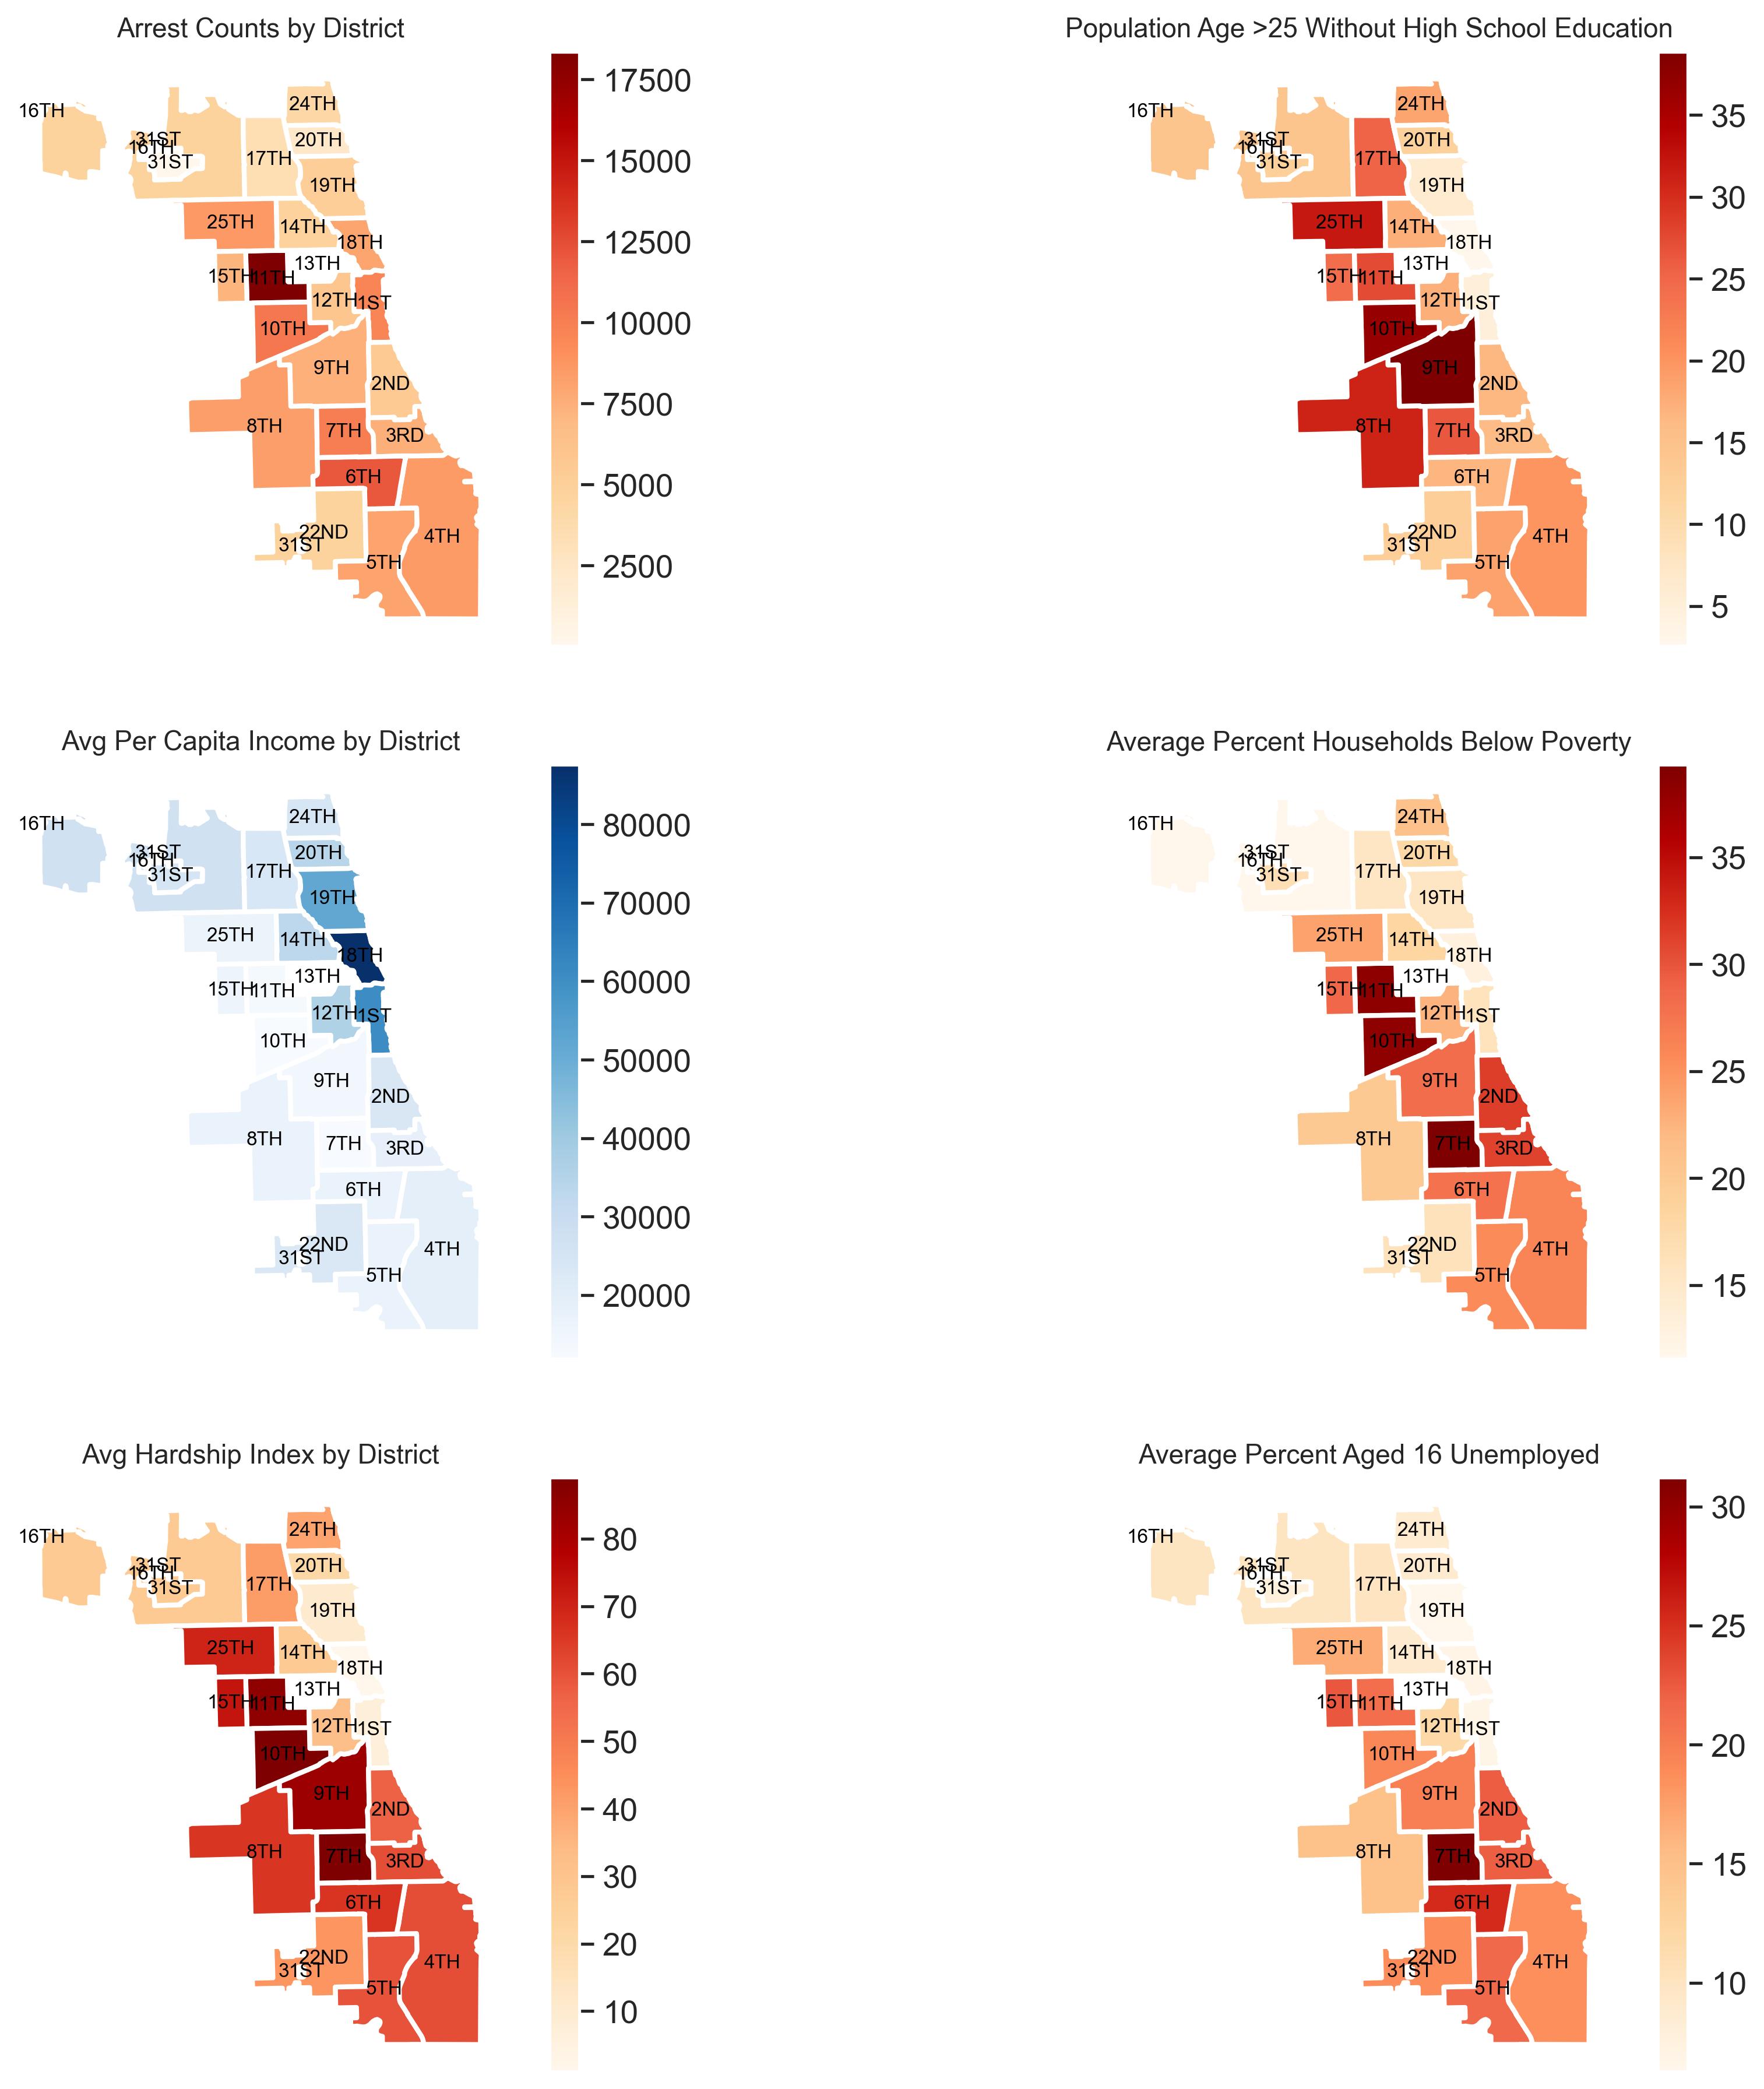 Arrest Counts by District
16TH
31ST
16TH
31ST
17TH
24TH
20TH
19TH
25TH
14TH
18TH
13TH
15TH
11TH
12TH
1ST
10TH
9TH
2ND
8TH
7TH
3RD
6TH
22ND
31ST
5TH
4TH
17500
15000
12500
10000
7500
5000
2500
Population Age >25 Without High School Education
16TH
31ST
16TH
31ST
17TH
24TH
20TH
19TH
25TH
14TH
18TH
13TH
15TH
11TH
12TH
1ST
10TH
9TH
2ND
8TH
7TH
3RD
6TH
22ND
31ST
5TH
4TH
35
30
25
20
15
10
5
Avg Per Capita Income by District
16TH
31ST
16TH
31ST
17TH
24TH
20TH
19TH
25TH
14TH
18TH
13TH
15TH
11TH
12TH
1ST
10TH
9TH
2ND
8TH
7TH
3RD
6TH
22ND
31ST
5TH
4TH
80000
70000
60000
50000
40000
30000
20000
Average Percent Households Below Poverty
16TH
31ST
16TH
31ST
17TH
24TH
20TH
19TH
25TH
14TH
18TH
13TH
15TH
11TH
12TH
1ST
10TH
9TH
2ND
8TH
7TH
3RD
6TH
22ND
31ST
5TH
4TH
35
30
25
20
15
Avg Hardship Index by District
16TH
31ST
16TH
31ST
17TH
24TH
20TH
19TH
25TH
14TH
18TH
13TH
15TH
11TH
12TH
1ST
10TH
9TH
2ND
8TH
7TH
3RD
6TH
22ND
31ST
5TH
4TH
80
70
60
50
40
30
20
10
Average Percent Aged 16 Unemployed
16TH
31ST
16TH
31ST
17TH
24TH
20TH
19TH
25TH
14TH
18TH
13TH
15TH
11TH
12TH
1ST
10TH
9TH
2ND
8TH
7TH
3RD
6TH
22ND
31ST
5TH
4TH
30
25
20
15
10